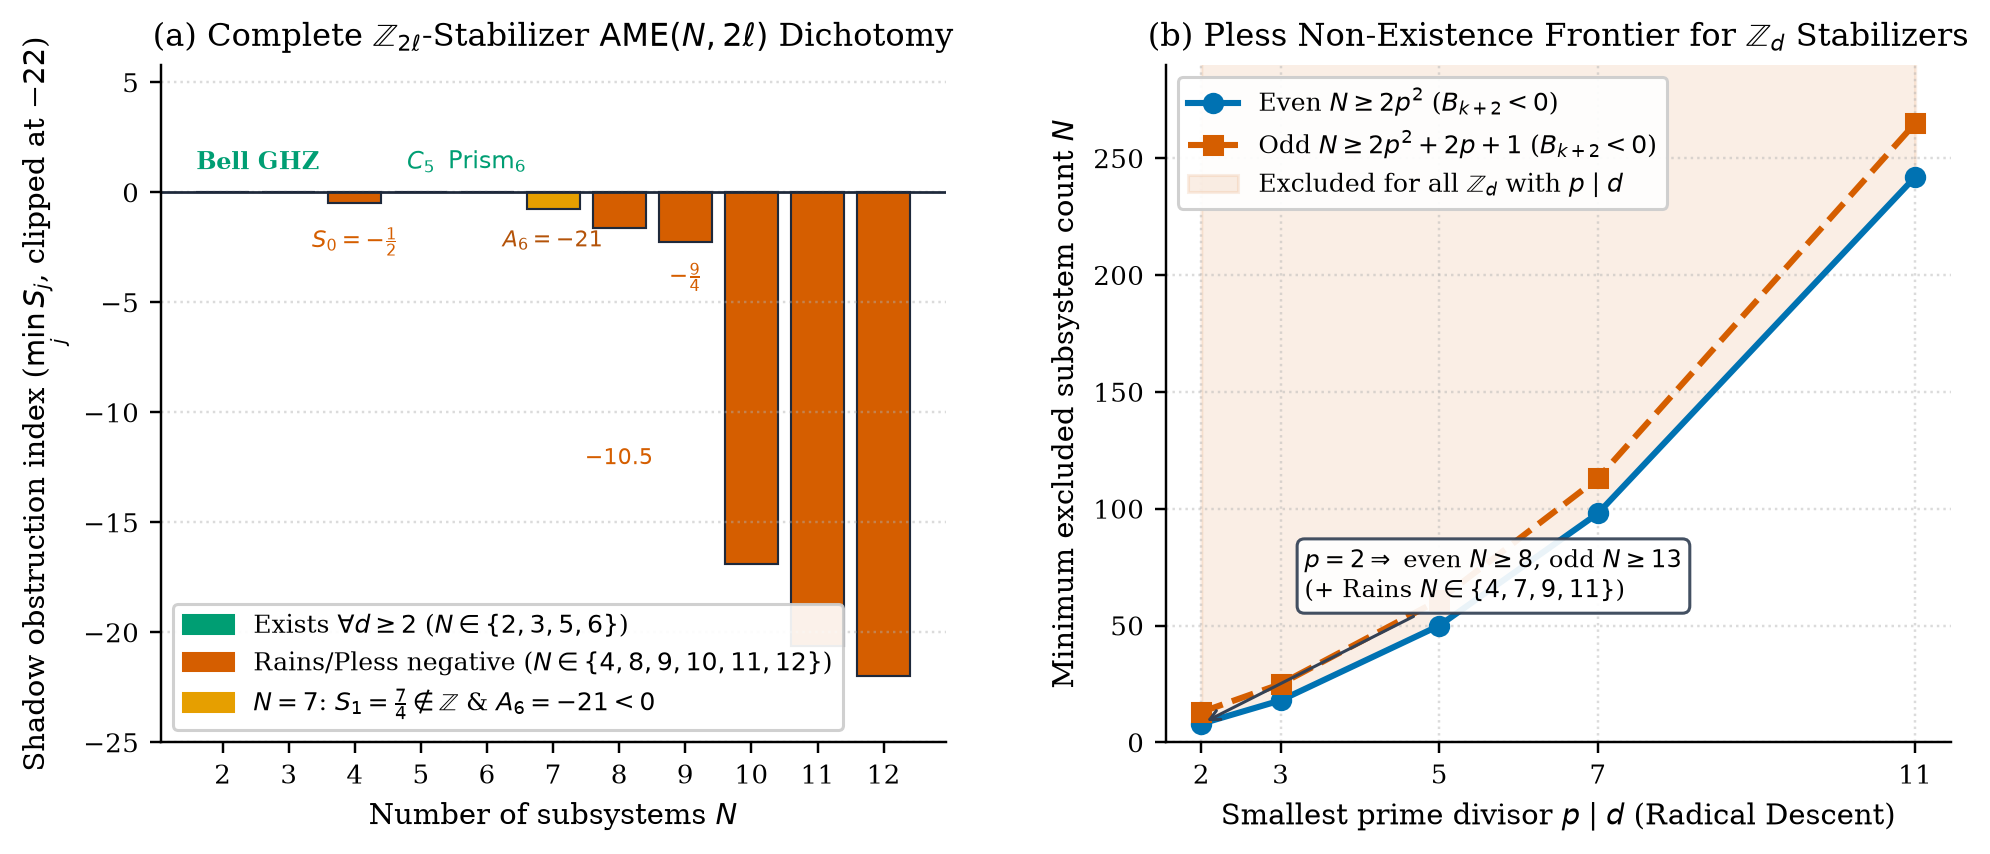 (a) Complete ℤ₂ℓ-Stabilizer AME(N, 2ℓ) Dichotomy
Shadow obstruction index (min_j S_j, clipped at −22)
5
0
−5
−10
−15
−20
−25
Bell GHZ
C₅ Prism₆
S₀ = −1/2
A₆ = −21
−9/4
−10.5
Exists ∀d ≥ 2 (N ∈ {2, 3, 5, 6})
Rains/Pless negative (N ∈ {4, 8, 9, 10, 11, 12})
N = 7: S₁ = 7/4 ∉ ℤ & A₆ = −21 < 0
2 3 4 5 6 7 8 9 10 11 12
Number of subsystems N
(b) Pless Non-Existence Frontier for ℤ_d Stabilizers
Minimum excluded subsystem count N
250
200
150
100
50
0
Even N ≥ 2p² (B_{k+2} < 0)
Odd N ≥ 2p² + 2p + 1 (B_{k+2} < 0)
Excluded for all ℤ_d with p | d
p = 2 ⇒ even N ≥ 8, odd N ≥ 13
(+ Rains N ∈ {4, 7, 9, 11})
2 3 5 7 11
Smallest prime divisor p | d (Radical Descent)